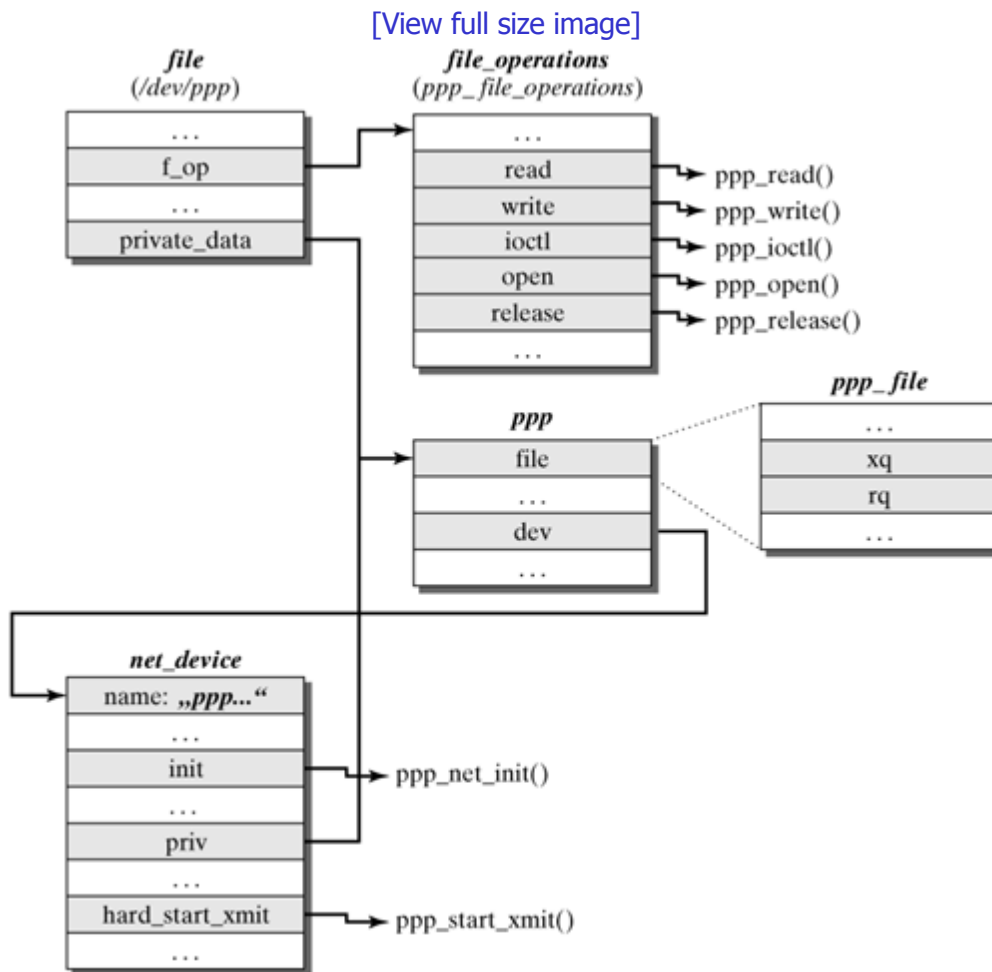 [View full size image]
file
(/dev/ppp)
. . .
f_op
. . .
private_data
file_operations
(ppp_file_operations)
. . .
read
write
ioctl
open
release
. . .
ppp_read()
ppp_write()
ppp_ioctl()
ppp_open()
ppp_release()
ppp
file
. . .
dev
. . .
ppp_file
. . .
xq
rq
. . .
net_device
name: „ppp...“
. . .
init
. . .
priv
. . .
hard_start_xmit
. . .
ppp_net_init()
ppp_start_xmit()